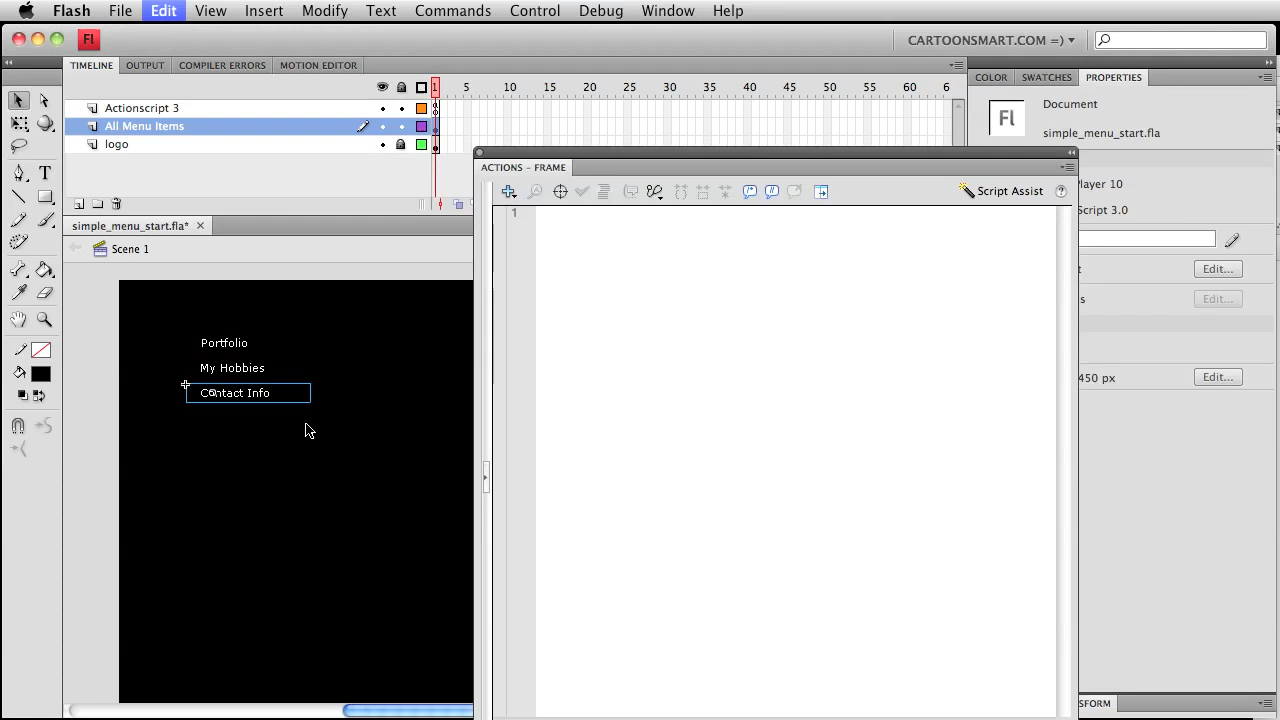 Flash File Edit View Insert Modify Text Commands Control Debug Window Help
Fl CARTOONSMART.COM =)
TIMELINE OUTPUT COMPILER ERRORS MOTION EDITOR
COLOR SWATCHES PROPERTIES
1 5 10 15 20 25 30 35 40 45 50 55 60 6
Actionscript 3
All Menu Items
logo
Fl Document
simple_menu_start.fla
ACTIONS - FRAME
layer 10
Script Assist
Script 3.0
1
simple_menu_start.fla*
Scene 1
Edit...
s Edit...
Portfolio
My Hobbies
Contact Info
450 px Edit...
SFORM